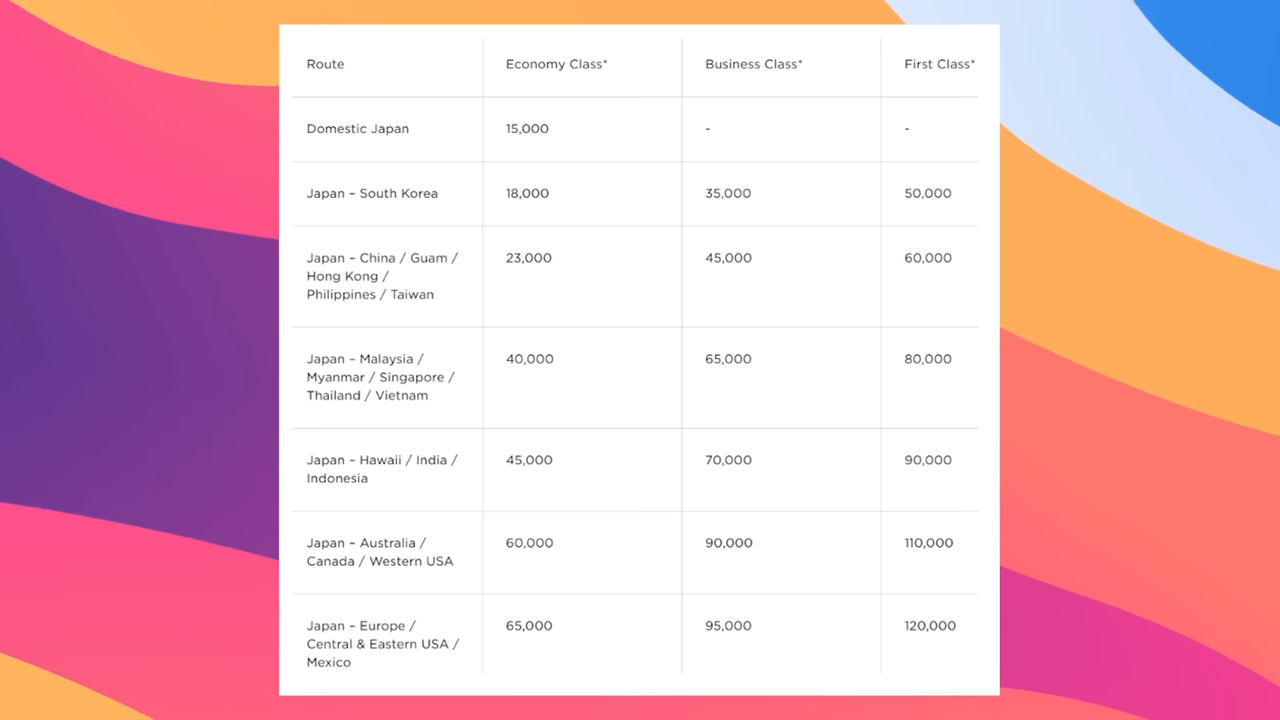 Route Economy Class* Business Class* First Class*
Domestic Japan 15,000 - -
Japan – South Korea 18,000 35,000 50,000
Japan – China / Guam / 23,000 45,000 60,000
Hong Kong /
Philippines / Taiwan
Japan – Malaysia / 40,000 65,000 80,000
Myanmar / Singapore /
Thailand / Vietnam
Japan – Hawaii / India / 45,000 70,000 90,000
Indonesia
Japan – Australia / 60,000 90,000 110,000
Canada / Western USA
Japan – Europe / 65,000 95,000 120,000
Central & Eastern USA /
Mexico